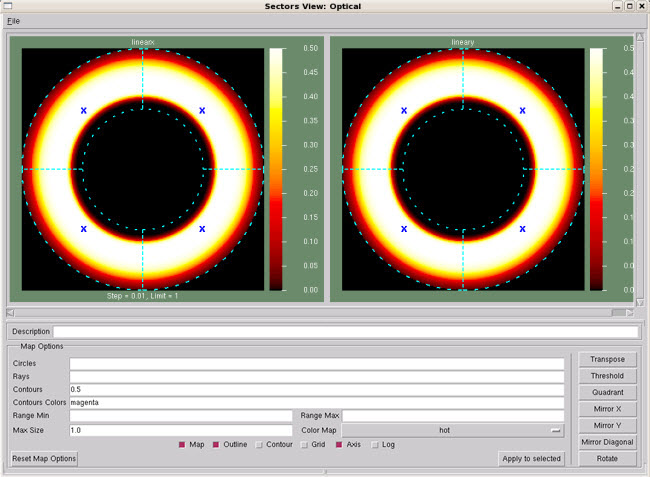 Sectors View: Optical
File
linearx
lineary
0.50
0.45
0.40
0.35
0.30
0.25
0.20
0.15
0.10
0.05
0.00
0.5
0.4
0.4
0.3
0.3
0.2
0.2
0.1
0.1
0.0
0.0
x x
x x
x x
x x
Step = 0.01, Limit = 1
Description
Map Options
Circles
Rays
Contours 0.5
Contours Colors magenta
Range Min Range Max
Max Size 1.0 Color Map hot
Map Outline Contour Grid Axis Log
Reset Map Options Apply to selected
Transpose
Threshold
Quadrant
Mirror X
Mirror Y
Mirror Diagonal
Rotate